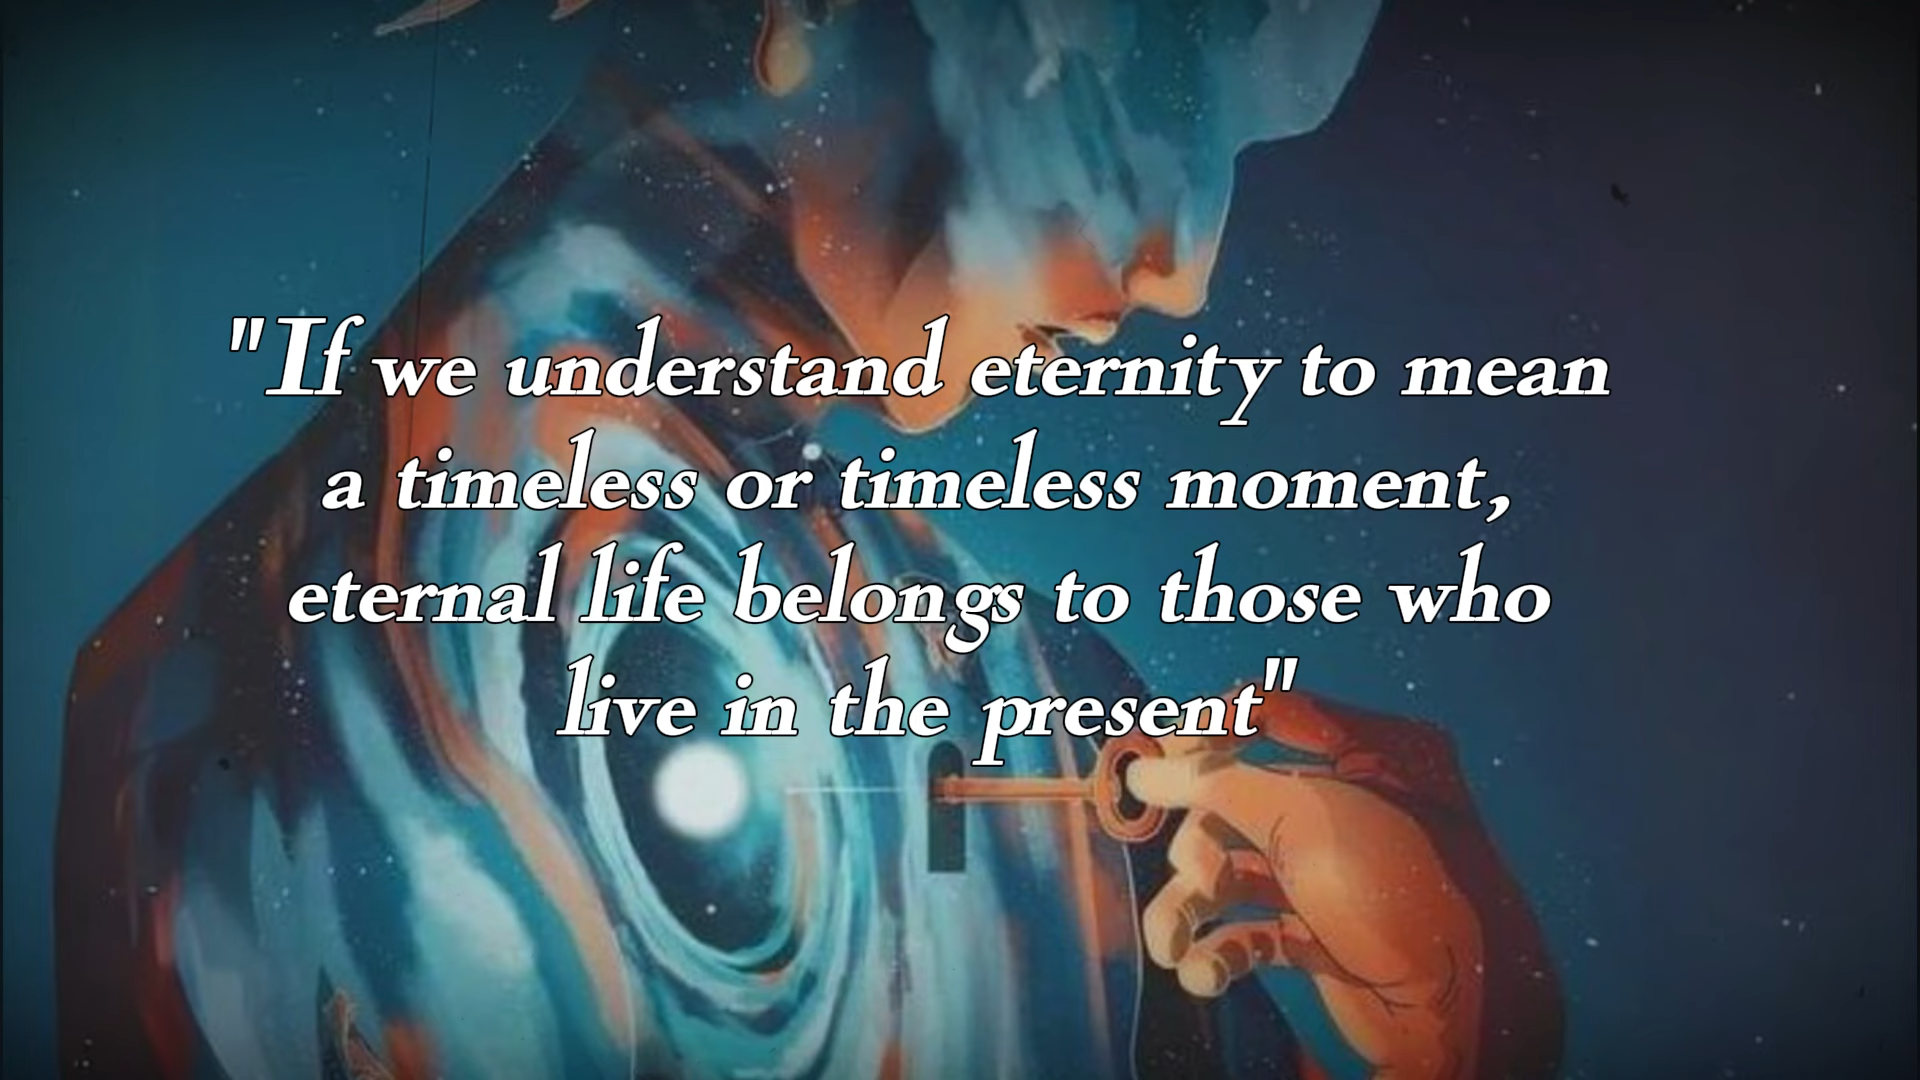 "If we understand eternity to mean
a timeless or timeless moment,
eternal life belongs to those who
live in the present"